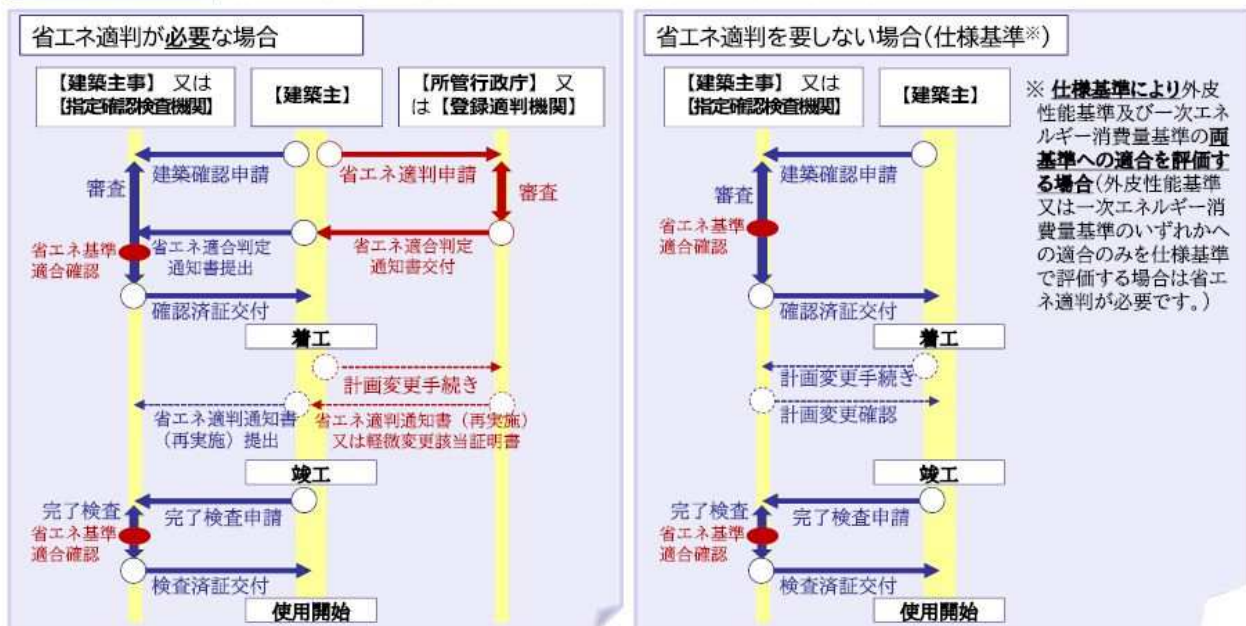 省エネ適判が必要な場合
【建築主事】 又は
【指定確認検査機関】
【建築主】
【所管行政庁】 又
は【登録適判機関】
建築確認申請
省エネ適判申請
審査
審査
省エネ基準
適合確認
省エネ適合判定
通知書提出
省エネ適合判定
通知書交付
確認済証交付
着工
計画変更手続き
省エネ適判通知書
（再実施）提出
省エネ適判通知書（再実施）
又は軽微変更該当証明書
竣工
完了検査
完了検査申請
省エネ基準
適合確認
検査済証交付
使用開始
省エネ適判を要しない場合（仕様基準※）
【建築主事】 又は
【指定確認検査機関】
【建築主】
建築確認申請
審査
省エネ基準
適合確認
確認済証交付
着工
計画変更手続き
計画変更確認
竣工
完了検査
完了検査申請
省エネ基準
適合確認
検査済証交付
使用開始
※ 仕様基準により外皮
性能基準及び一次エネ
ルギー消費量基準の両
基準への適合を評価す
る場合（外皮性能基準
又は一次エネルギー消
費量基準のいずれかへ
の適合のみを仕様基準
で評価する場合は省エ
ネ適判が必要です。）